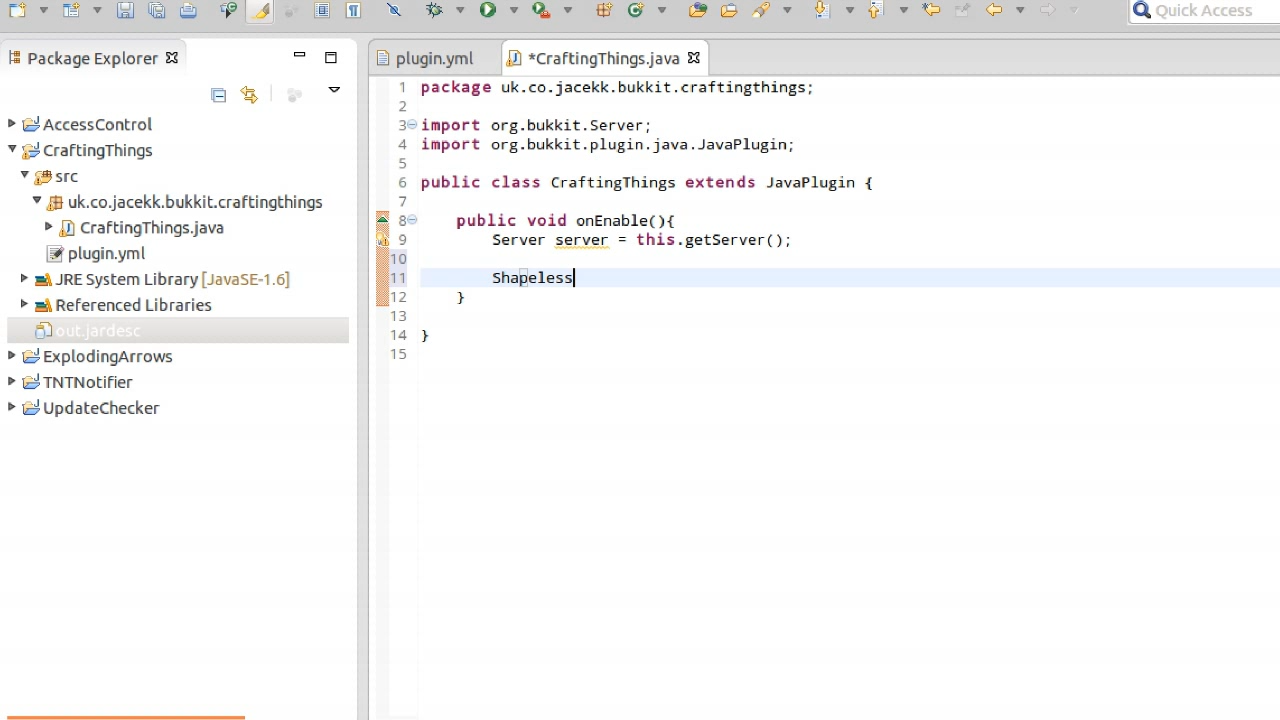 Quick Access
Package Explorer
plugin.yml
*CraftingThings.java
AccessControl
CraftingThings
src
uk.co.jacekk.bukkit.craftingthings
CraftingThings.java
plugin.yml
JRE System Library [JavaSE-1.6]
Referenced Libraries
out.jardesc
ExplodingArrows
TNTNotifier
UpdateChecker
1 package uk.co.jacekk.bukkit.craftingthings;
2
3 import org.bukkit.Server;
4 import org.bukkit.plugin.java.JavaPlugin;
5
6 public class CraftingThings extends JavaPlugin {
7
8 public void onEnable(){
9 Server server = this.getServer();
10
11 Shapeless
12 }
13
14 }
15